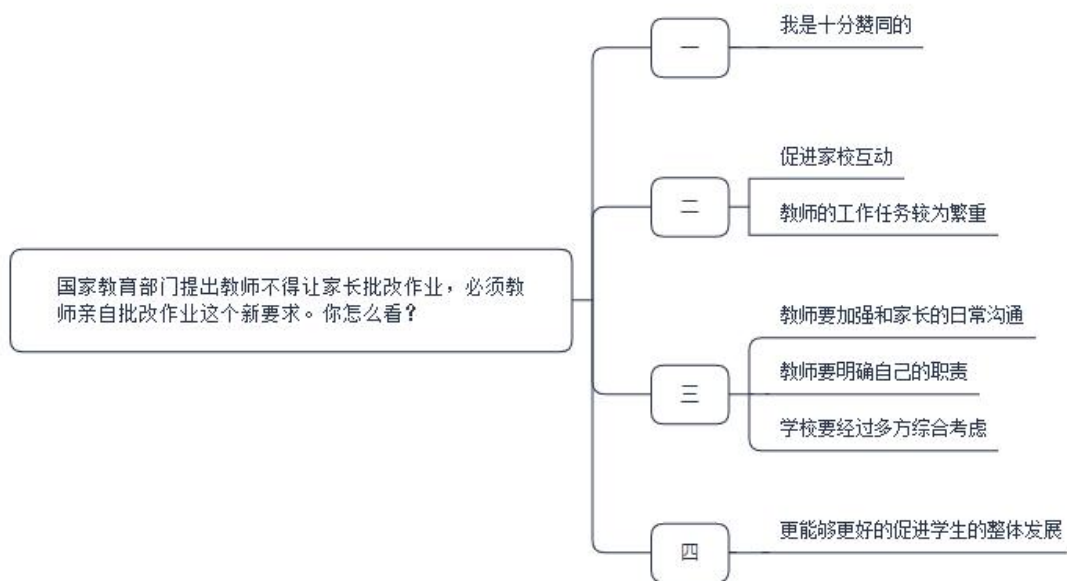 国家教育部门提出教师不得让家长批改作业，必须教
师亲自批改作业这个新要求。你怎么看？
一
我是十分赞同的
二
促进家校互动
教师的工作任务较为繁重
三
教师要加强和家长的日常沟通
教师要明确自己的职责
学校要经过多方综合考虑
四
更能够更好的促进学生的整体发展